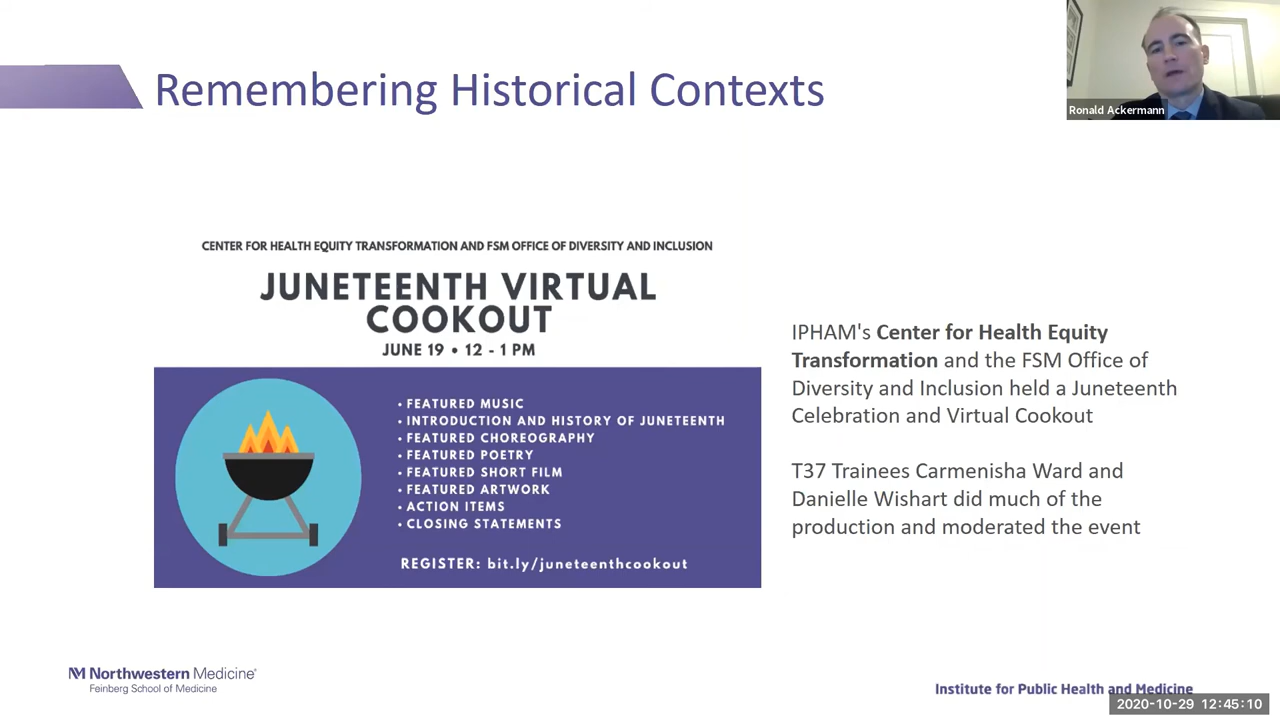 Remembering Historical Contexts
Ronald Ackermann
CENTER FOR HEALTH EQUITY TRANSFORMATION AND FSM OFFICE OF DIVERSITY AND INCLUSION
JUNETEENTH VIRTUAL
COOKOUT
JUNE 19 • 12 - 1 PM
• FEATURED MUSIC
• INTRODUCTION AND HISTORY OF JUNETEENTH
• FEATURED CHOREOGRAPHY
• FEATURED POETRY
• FEATURED SHORT FILM
• FEATURED ARTWORK
• ACTION ITEMS
• CLOSING STATEMENTS
REGISTER: bit.ly/juneteenthcookout
IPHAM's Center for Health Equity
Transformation and the FSM Office of
Diversity and Inclusion held a Juneteenth
Celebration and Virtual Cookout
T37 Trainees Carmenisha Ward and
Danielle Wishart did much of the
production and moderated the event
NM Northwestern Medicine®
Feinberg School of Medicine
Institute for Public Health and Medicine
2020-10-29 12:45:10